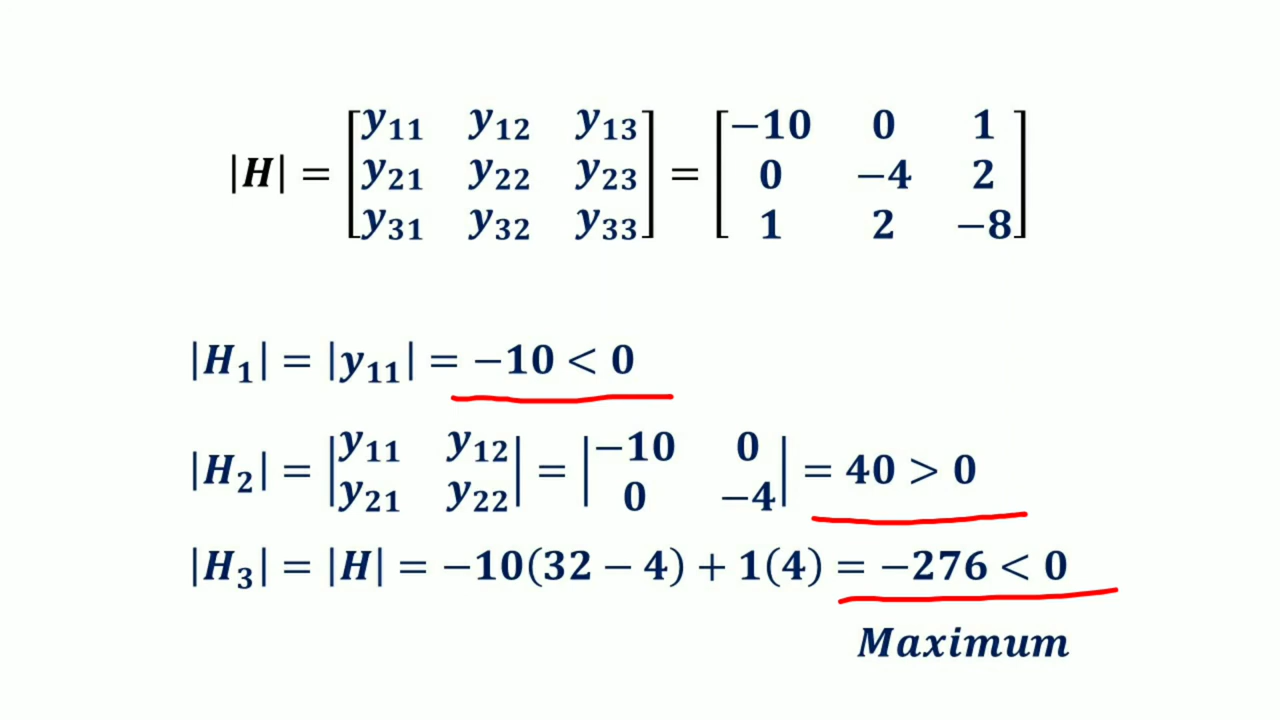 |H| = [y₁₁ y₁₂ y₁₃; y₂₁ y₂₂ y₂₃; y₃₁ y₃₂ y₃₃] = [−10 0 1; 0 −4 2; 1 2 −8]
|H₁| = |y₁₁| = −10 < 0
|H₂| = |y₁₁ y₁₂; y₂₁ y₂₂| = |−10 0; 0 −4| = 40 > 0
|H₃| = |H| = −10(32 − 4) + 1(4) = −276 < 0
Maximum